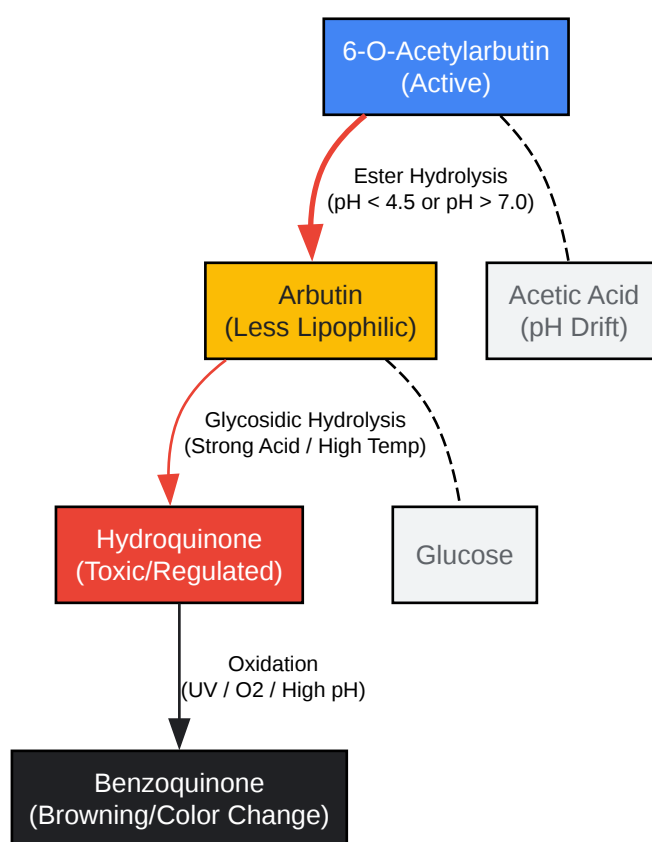 6-O-Acetylarbutin
(Active)
Ester Hydrolysis
(pH < 4.5 or pH > 7.0)
Arbutin
(Less Lipophilic)
Acetic Acid
(pH Drift)
Glycosidic Hydrolysis
(Strong Acid / High Temp)
Hydroquinone
(Toxic/Regulated)
Glucose
Oxidation
(UV / O2 / High pH)
Benzoquinone
(Browning/Color Change)